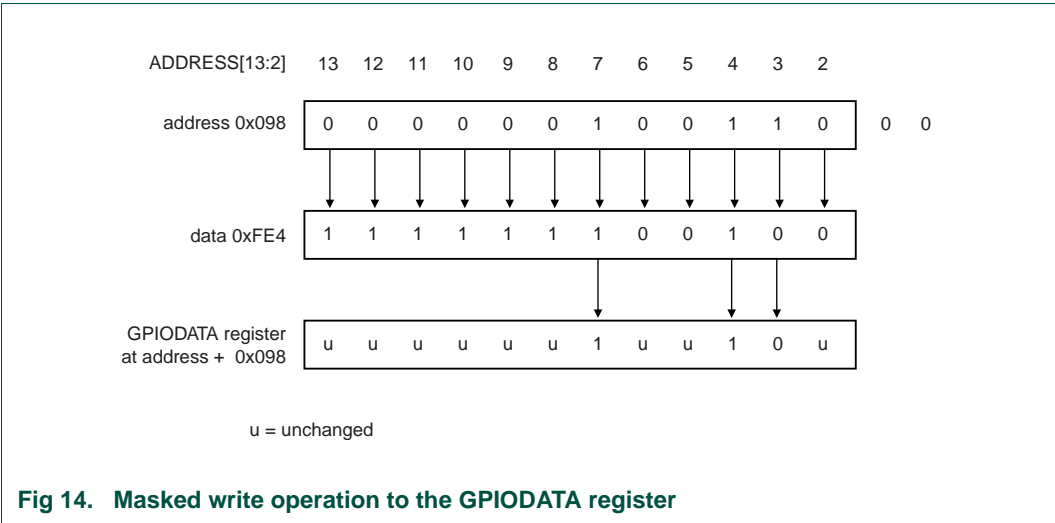 ADDRESS[13:2] 13 12 11 10 9 8 7 6 5 4 3 2
address 0x098 0 0 0 0 0 0 1 0 0 1 1 0 0 0
data 0xFE4 1 1 1 1 1 1 1 0 0 1 0 0
GPIODATA register
at address + 0x098
u u u u u u 1 u u 1 0 u
u = unchanged
Fig 14. Masked write operation to the GPIODATA register